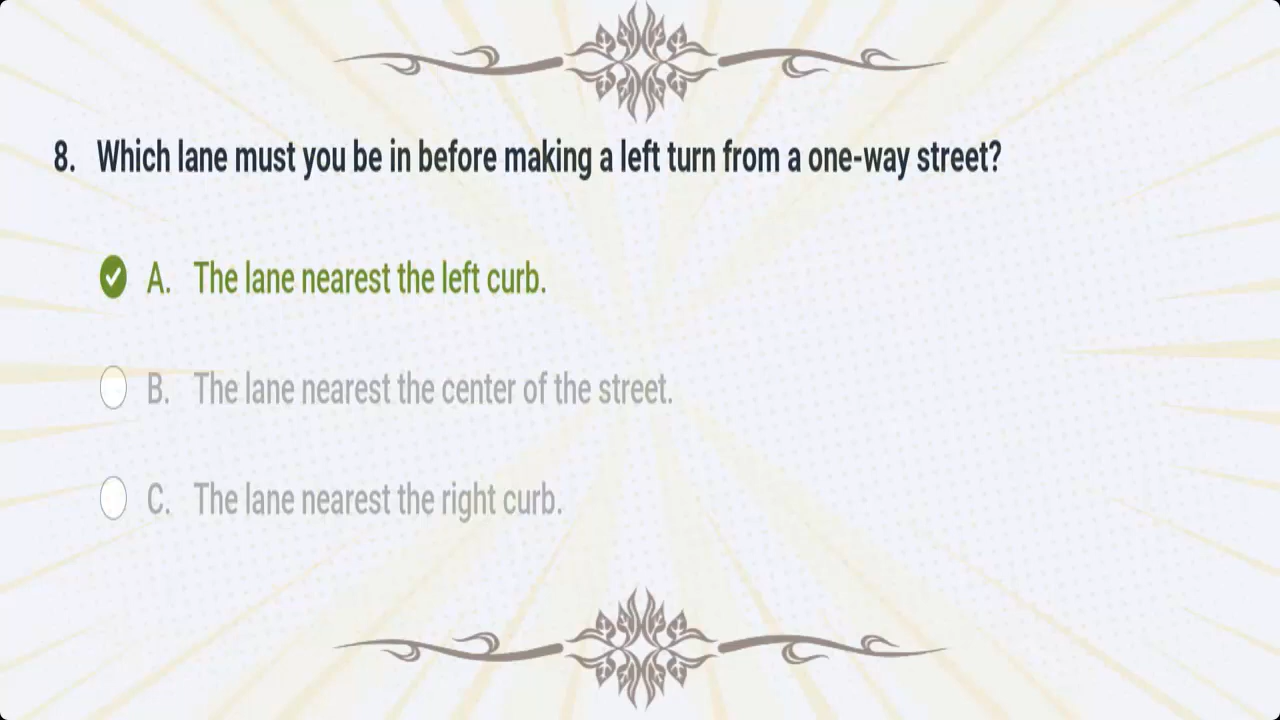 8. Which lane must you be in before making a left turn from a one-way street?
A. The lane nearest the left curb.
B. The lane nearest the center of the street.
C. The lane nearest the right curb.